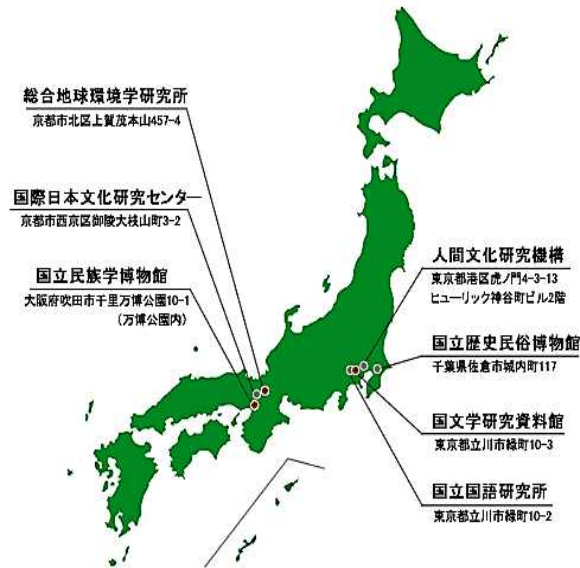 総合地球環境学研究所
京都市北区上賀茂本山457-4
国際日本文化研究センター
京都市西京区御陵大枝山町3-2
国立民族学博物館
大阪府吹田市千里万博公園10-1
(万博公園内)
人間文化研究機構
東京都港区虎ノ門4-3-13
ヒューリック神谷町ビル2階
国立歴史民俗博物館
千葉県佐倉市城内町117
国文学研究資料館
東京都立川市緑町10-3
国立国語研究所
東京都立川市緑町10-2